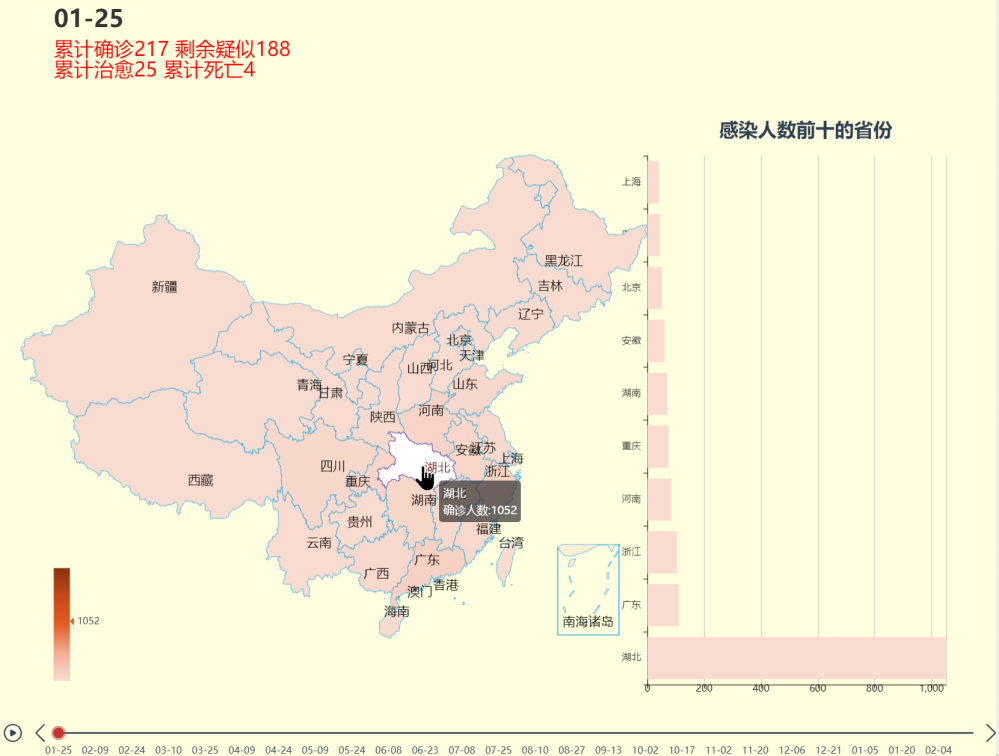 01-25
累计确诊217 剩余疑似188
累计治愈25 累计死亡4
感染人数前十的省份
上海
北京
安徽
湖南
重庆
河南
浙江
广东
湖北
0 200 400 600 800 1,000
黑龙江
吉林
辽宁
新疆
内蒙古
北京
天津
宁夏
山西
河北
青海
甘肃
山东
陕西
河南
安徽
江苏
上海
四川
湖北
浙江
西藏
重庆
湖南
湖北
确诊人数:1052
贵州
福建
云南
台湾
广东
广西
香港
澳门
海南
南海诸岛
1052
01-25 02-09 02-24 03-10 03-25 04-09 04-24 05-09 05-24 06-08 06-23 07-08 07-25 08-10 08-27 09-13 10-02 10-17 11-02 11-20 12-06 12-21 01-05 01-20 02-04